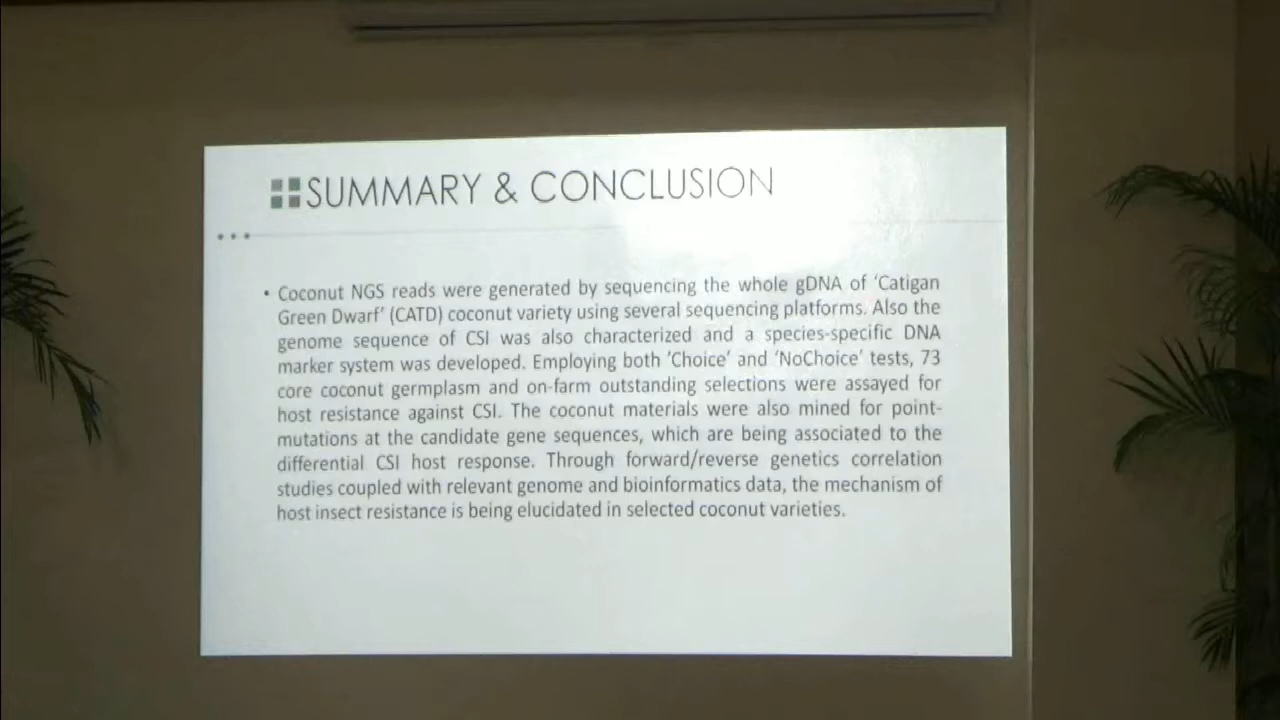 SUMMARY & CONCLUSION
• Coconut NGS reads were generated by sequencing the whole gDNA of ‘Catigan
Green Dwarf’ (CATD) coconut variety using several sequencing platforms. Also the
genome sequence of CSI was also characterized and a species-specific DNA
marker system was developed. Employing both ‘Choice’ and ‘NoChoice’ tests, 73
core coconut germplasm and on-farm outstanding selections were assayed for
host resistance against CSI. The coconut materials were also mined for point-
mutations at the candidate gene sequences, which are being associated to the
differential CSI host response. Through forward/reverse genetics correlation
studies coupled with relevant genome and bioinformatics data, the mechanism of
host insect resistance is being elucidated in selected coconut varieties.